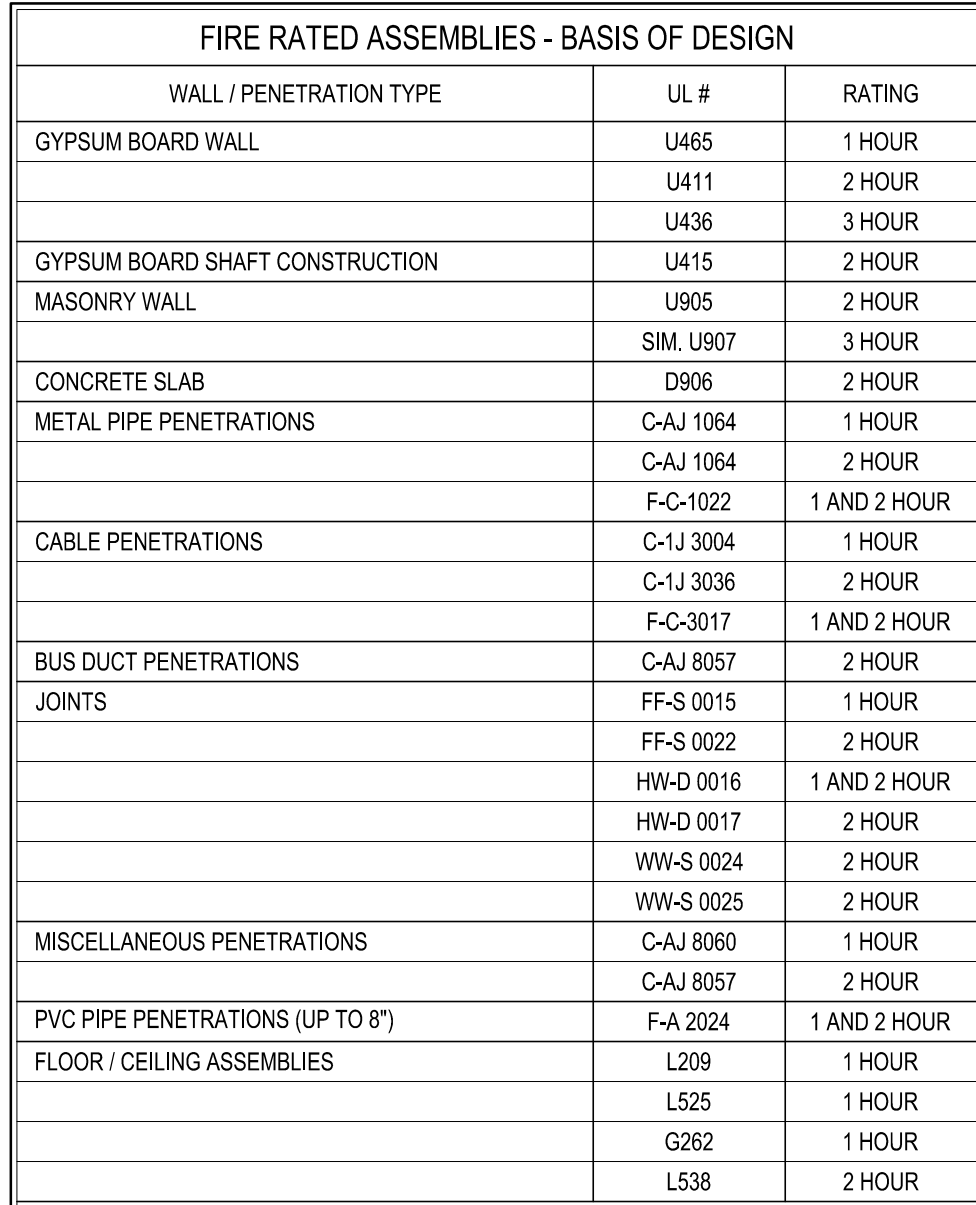 FIRE RATED ASSEMBLIES - BASIS OF DESIGN
WALL / PENETRATION TYPE UL # RATING
GYPSUM BOARD WALL U465 1 HOUR
U411 2 HOUR
U436 3 HOUR
GYPSUM BOARD SHAFT CONSTRUCTION U415 2 HOUR
MASONRY WALL U905 2 HOUR
SIM. U907 3 HOUR
CONCRETE SLAB D906 2 HOUR
METAL PIPE PENETRATIONS C-AJ 1064 1 HOUR
C-AJ 1064 2 HOUR
F-C-1022 1 AND 2 HOUR
CABLE PENETRATIONS C-1J 3004 1 HOUR
C-1J 3036 2 HOUR
F-C-3017 1 AND 2 HOUR
BUS DUCT PENETRATIONS C-AJ 8057 2 HOUR
JOINTS FF-S 0015 1 HOUR
FF-S 0022 2 HOUR
HW-D 0016 1 AND 2 HOUR
HW-D 0017 2 HOUR
WW-S 0024 2 HOUR
WW-S 0025 2 HOUR
MISCELLANEOUS PENETRATIONS C-AJ 8060 1 HOUR
C-AJ 8057 2 HOUR
PVC PIPE PENETRATIONS (UP TO 8") F-A 2024 1 AND 2 HOUR
FLOOR / CEILING ASSEMBLIES L209 1 HOUR
L525 1 HOUR
G262 1 HOUR
L538 2 HOUR